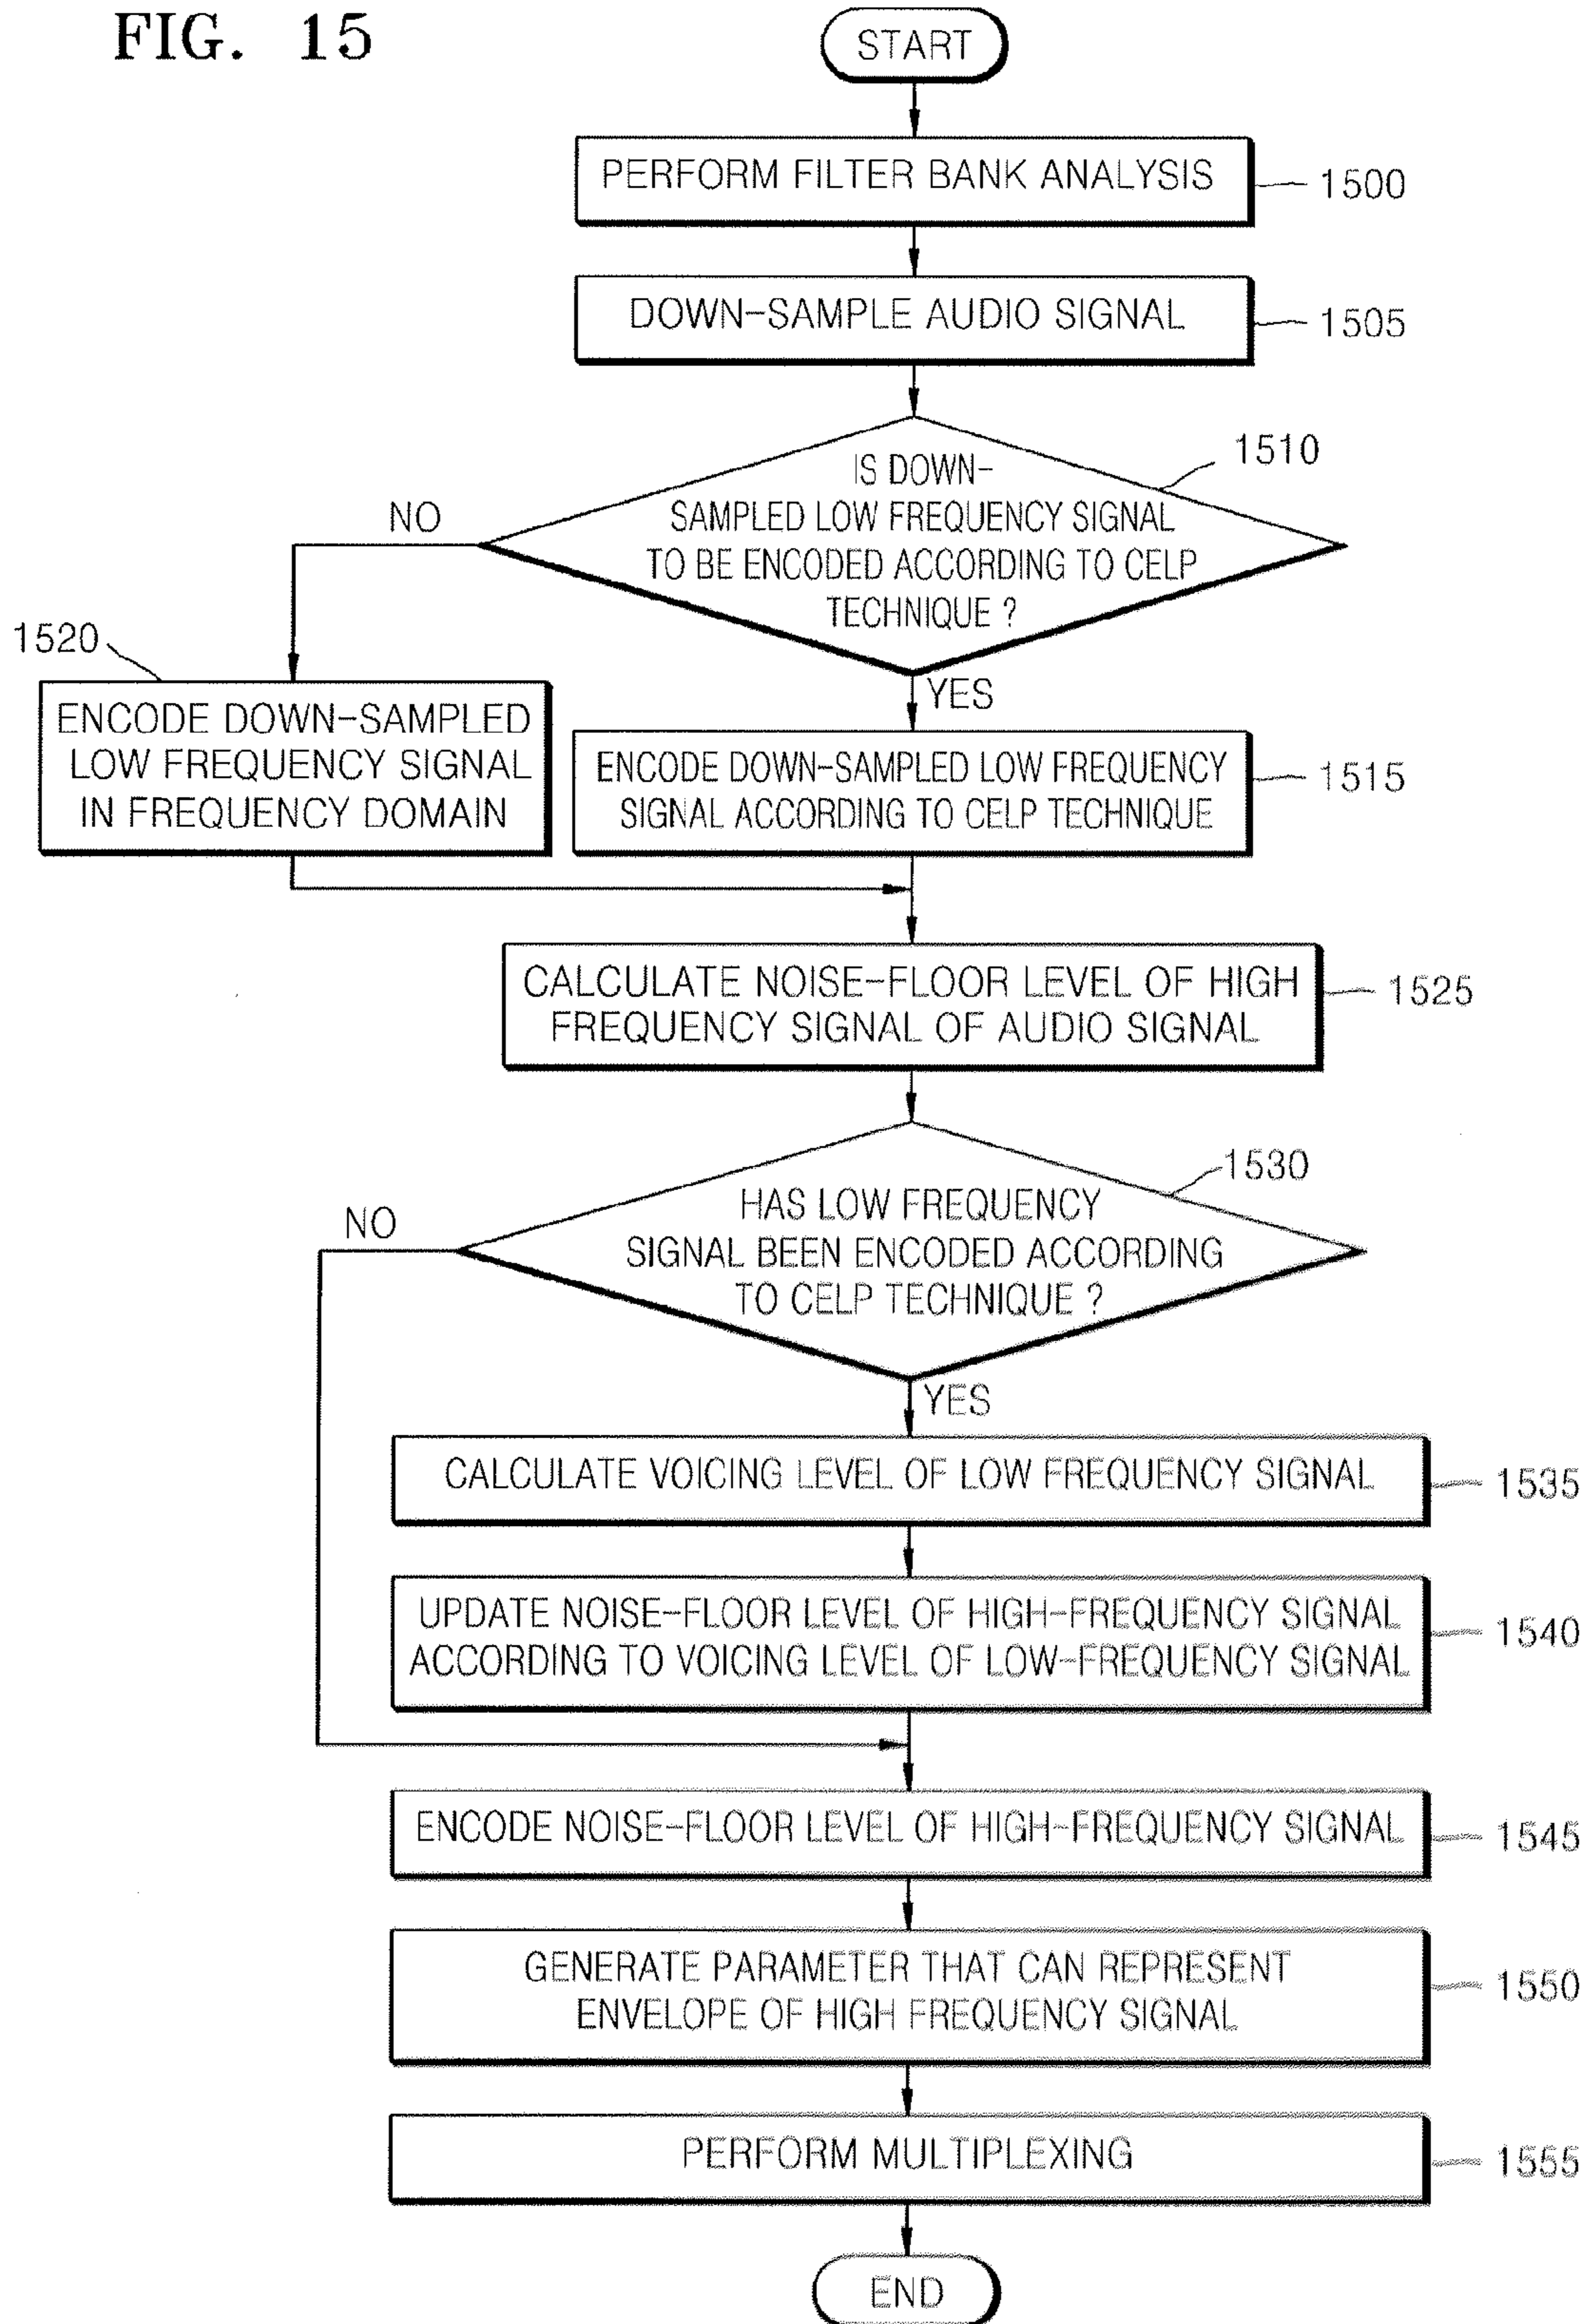 FIG. 15
START
PERFORM FILTER BANK ANALYSIS
1500
DOWN-SAMPLE AUDIO SIGNAL
1505
IS DOWN-
SAMPLED LOW FREQUENCY SIGNAL
TO BE ENCODED ACCORDING TO CELP
TECHNIQUE ?
1510
NO
YES
1520
ENCODE DOWN-SAMPLED
LOW FREQUENCY SIGNAL
IN FREQUENCY DOMAIN
ENCODE DOWN-SAMPLED LOW FREQUENCY
SIGNAL ACCORDING TO CELP TECHNIQUE
1515
CALCULATE NOISE-FLOOR LEVEL OF HIGH
FREQUENCY SIGNAL OF AUDIO SIGNAL
1525
HAS LOW FREQUENCY
SIGNAL BEEN ENCODED ACCORDING
TO CELP TECHNIQUE ?
1530
NO
YES
CALCULATE VOICING LEVEL OF LOW FREQUENCY SIGNAL
1535
UPDATE NOISE-FLOOR LEVEL OF HIGH-FREQUENCY SIGNAL
ACCORDING TO VOICING LEVEL OF LOW-FREQUENCY SIGNAL
1540
ENCODE NOISE-FLOOR LEVEL OF HIGH-FREQUENCY SIGNAL
1545
GENERATE PARAMETER THAT CAN REPRESENT
ENVELOPE OF HIGH FREQUENCY SIGNAL
1550
PERFORM MULTIPLEXING
1555
END